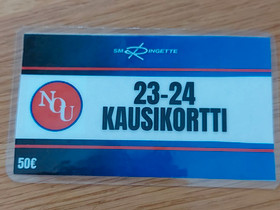 SM RINGETTE
NOU
23-24
KAUSIKORTTI
50€